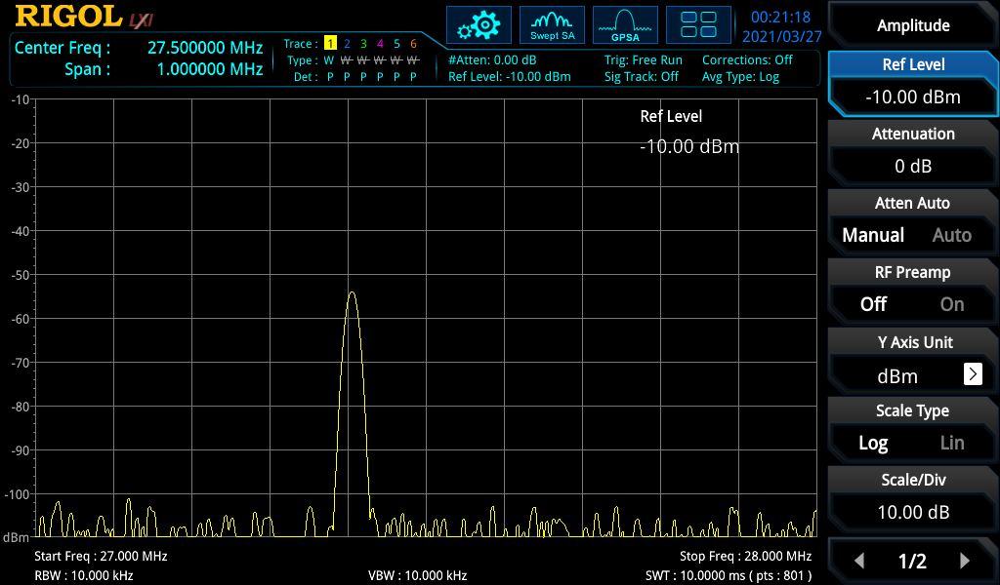 RIGOL LXI
Center Freq : 27.500000 MHz
Span : 1.000000 MHz
Trace : 1 2 3 4 5 6
Type : W W W W W W
Det : P P P P P P
Swept SA
GPSA
00:21:18
2021/03/27
#Atten: 0.00 dB
Ref Level: -10.00 dBm
Trig: Free Run
Sig Track: Off
Corrections: Off
Avg Type: Log
Ref Level
-10.00 dBm
-10
-20
-30
-40
-50
-60
-70
-80
-90
-100
dBm
Start Freq : 27.000 MHz
Stop Freq : 28.000 MHz
RBW : 10.000 kHz
VBW : 10.000 kHz
SWT : 10.0000 ms ( pts : 801 )
Amplitude
Ref Level
-10.00 dBm
Attenuation
0 dB
Atten Auto
Manual Auto
RF Preamp
Off On
Y Axis Unit
dBm >
Scale Type
Log Lin
Scale/Div
10.00 dB
1/2